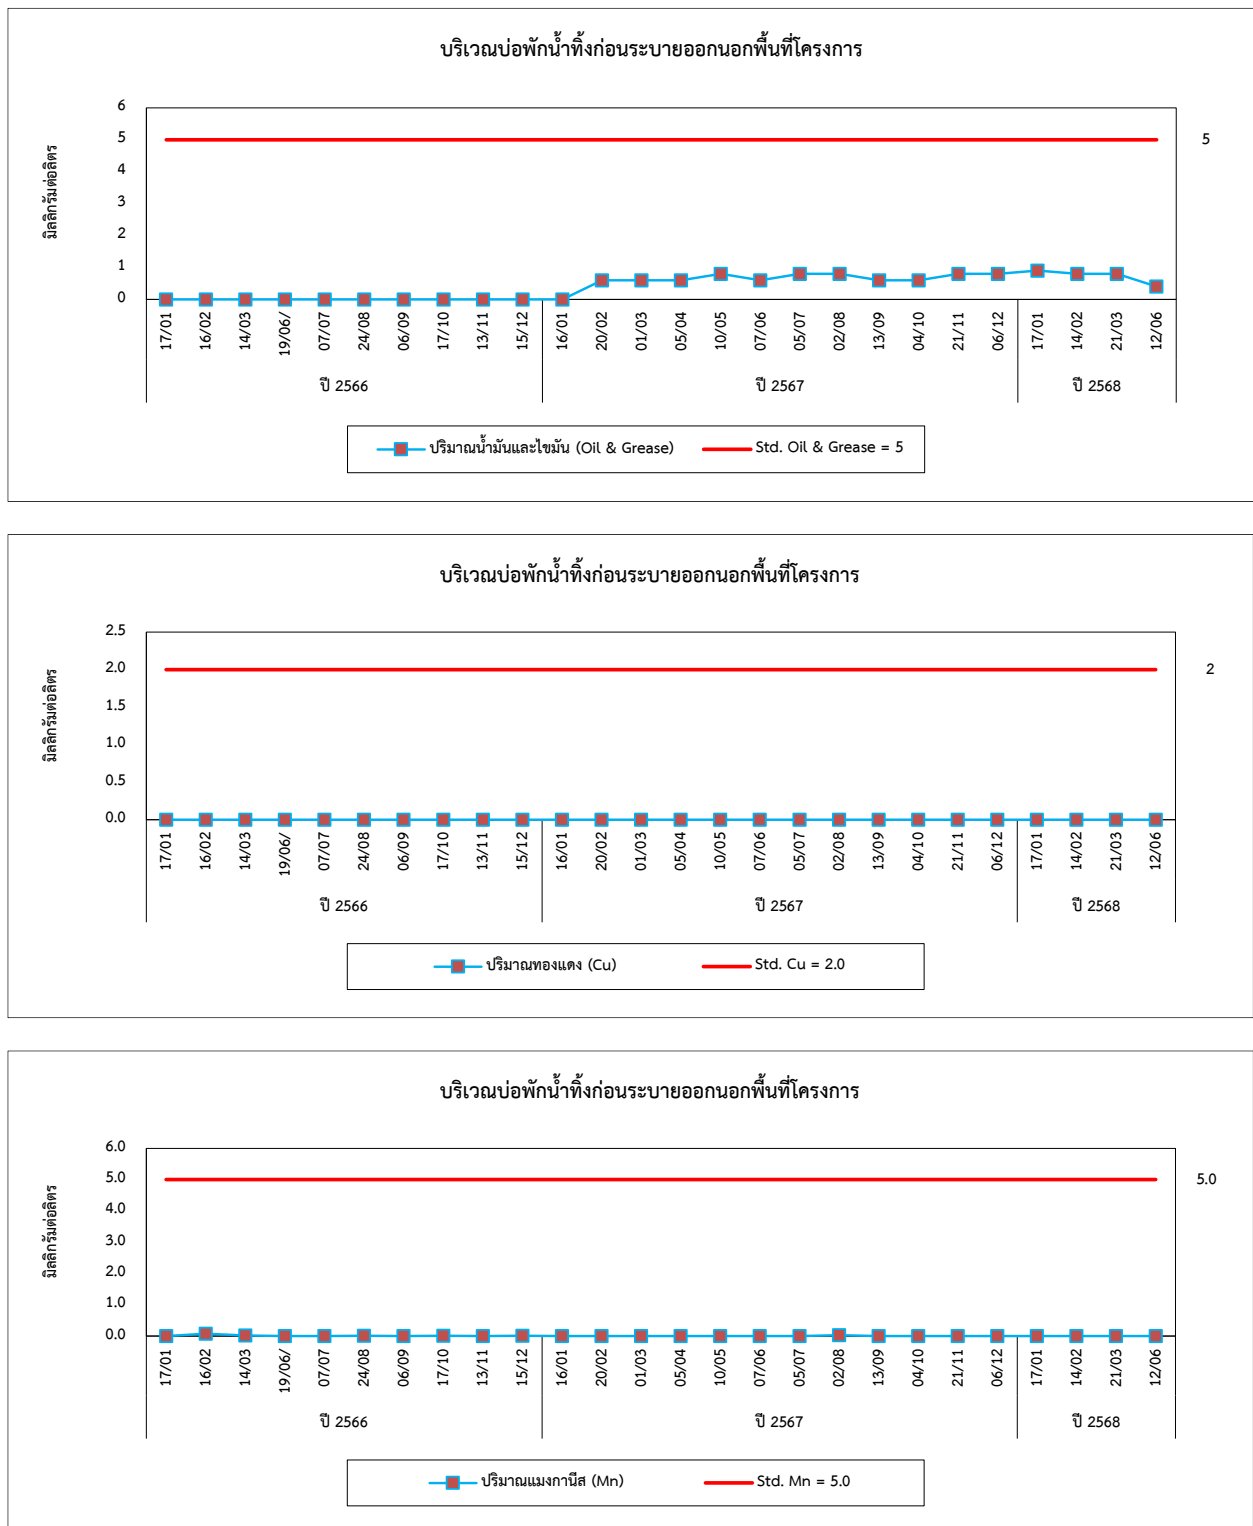 บริเวณบ่อพักน้ำทิ้งก่อนระบายออกนอกพื้นที่โครงการ
มิลลิกรัมต่อลิตร
6
5
4
3
2
1
0
5
17/01 16/02 14/03 19/06/ 07/07 24/08 06/09 17/10 13/11 15/12 16/01 20/02 01/03 05/04 10/05 07/06 05/07 02/08 13/09 04/10 21/11 06/12 17/01 14/02 21/03 12/06
ปี 2566 ปี 2567 ปี 2568
ปริมาณน้ำมันและไขมัน (Oil & Grease) Std. Oil & Grease = 5
บริเวณบ่อพักน้ำทิ้งก่อนระบายออกนอกพื้นที่โครงการ
มิลลิกรัมต่อลิตร
2.5
2.0
1.5
1.0
0.5
0.0
2
17/01 16/02 14/03 19/06/ 07/07 24/08 06/09 17/10 13/11 15/12 16/01 20/02 01/03 05/04 10/05 07/06 05/07 02/08 13/09 04/10 21/11 06/12 17/01 14/02 21/03 12/06
ปี 2566 ปี 2567 ปี 2568
ปริมาณทองแดง (Cu) Std. Cu = 2.0
บริเวณบ่อพักน้ำทิ้งก่อนระบายออกนอกพื้นที่โครงการ
มิลลิกรัมต่อลิตร
6.0
5.0
4.0
3.0
2.0
1.0
0.0
5.0
17/01 16/02 14/03 19/06/ 07/07 24/08 06/09 17/10 13/11 15/12 16/01 20/02 01/03 05/04 10/05 07/06 05/07 02/08 13/09 04/10 21/11 06/12 17/01 14/02 21/03 12/06
ปี 2566 ปี 2567 ปี 2568
ปริมาณแมงกานีส (Mn) Std. Mn = 5.0